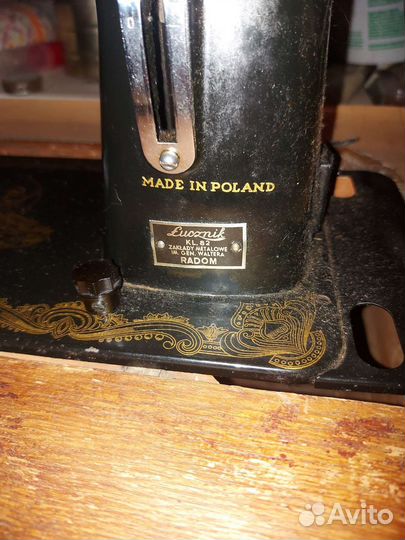 MADE IN POLAND
Łucznik
KL. 82
ZAKŁADY METALOWE
IM. GEN. WALTERA
RADOM
Avito